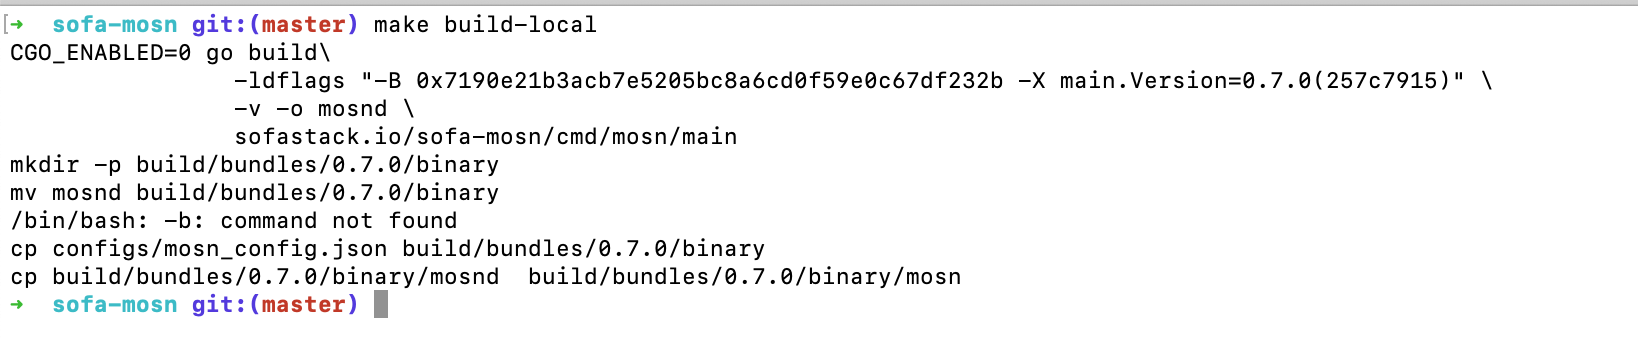 [→ sofa-mosn git:(master) make build-local
CGO_ENABLED=0 go build\
-ldflags "-B 0x7190e21b3acb7e5205bc8a6cd0f59e0c67df232b -X main.Version=0.7.0(257c7915)" \
-v -o mosnd \
sofastack.io/sofa-mosn/cmd/mosn/main
mkdir -p build/bundles/0.7.0/binary
mv mosnd build/bundles/0.7.0/binary
/bin/bash: -b: command not found
cp configs/mosn_config.json build/bundles/0.7.0/binary
cp build/bundles/0.7.0/binary/mosnd  build/bundles/0.7.0/binary/mosn
→ sofa-mosn git:(master)